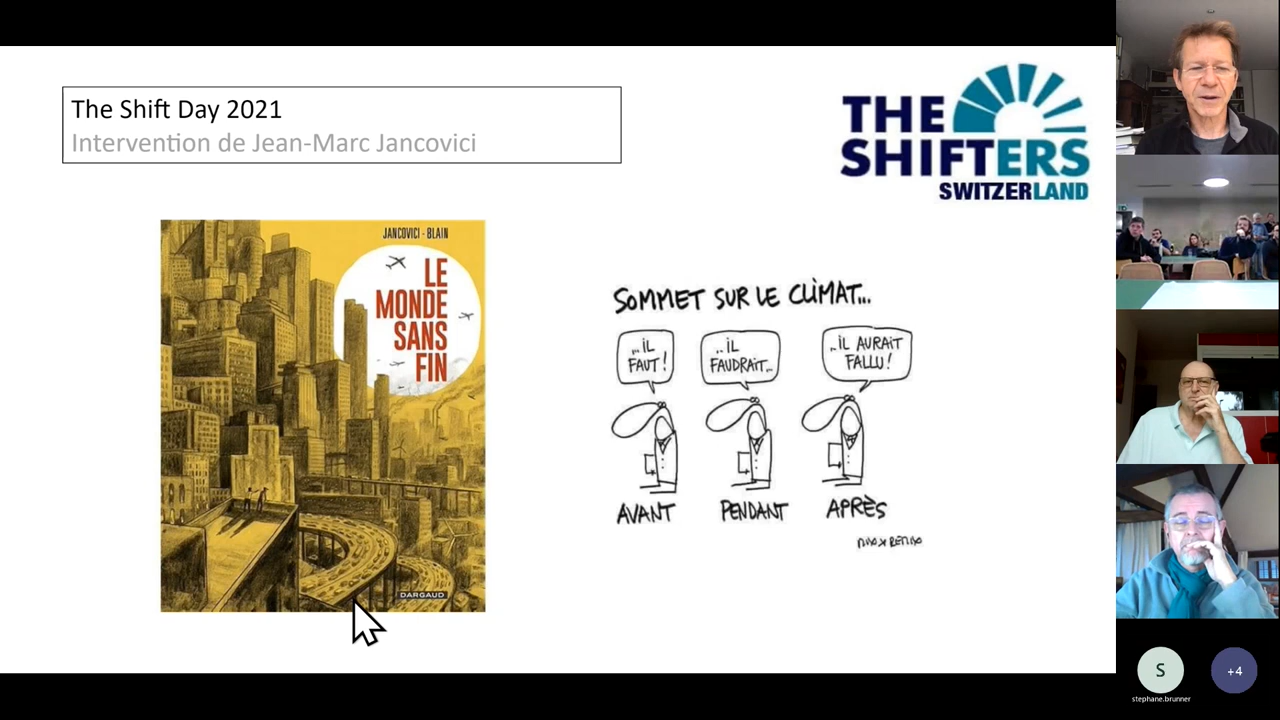 The Shift Day 2021
Intervention de Jean-Marc Jancovici
THE
SHIFTERS
SWITZERLAND
JANCOVICI - BLAIN
LE
MONDE
SANS
FIN
DARGAUD
SOMMET SUR LE CLIMAT...
...IL
FAUT !
...IL
FAUDRAIT...
...IL AURAIT
FALLU !
AVANT
PENDANT
APRÈS
S
+4
stephane.brunner